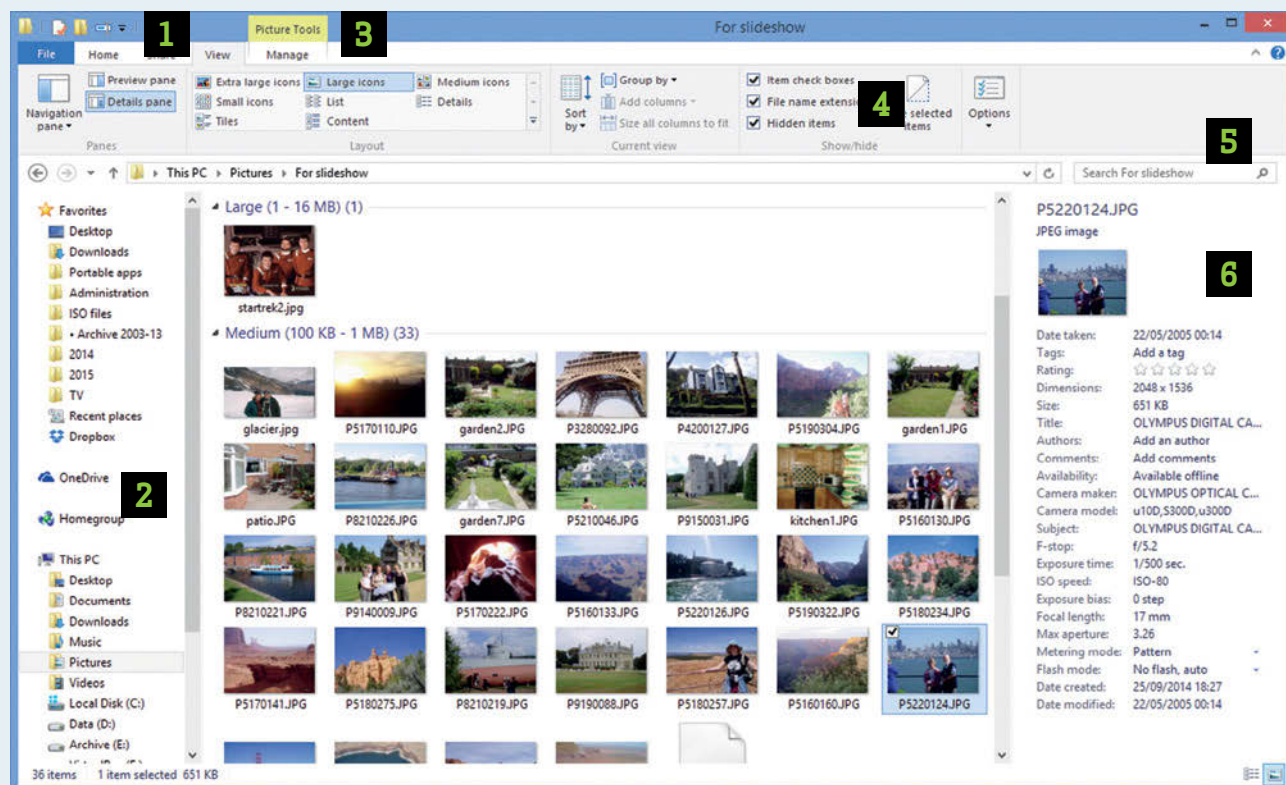 1
Picture Tools
3
For slideshow
File
Home
View
Manage
Navigation pane
Preview pane
Details pane
Panes
Extra large icons
Large icons
Medium icons
Small icons
List
Details
Tiles
Content
Layout
Sort by
Group by
Add columns
Size all columns to fit
Current view
Item check boxes
File name
Hidden items
4
selected
Show/hide
Options
5
This PC
Pictures
For slideshow
Search For slideshow
Favorites
Desktop
Downloads
Portable apps
Administration
ISO files
• Archive 2003-13
2014
2015
TV
Recent places
Dropbox
OneDrive
2
Homegroup
This PC
Desktop
Documents
Downloads
Music
Pictures
Videos
Local Disk (C:)
Data (D:)
Archive (E:)
Large (1 - 16 MB) (1)
startrek2.jpg
Medium (100 KB - 1 MB) (33)
glacier.jpg
P5170110.JPG
garden2.JPG
P3280092.JPG
P4200127.JPG
P5190304.JPG
garden1.JPG
patio.JPG
P8210226.JPG
garden7.JPG
P5210046.JPG
P9150031.JPG
kitchen1.JPG
P5160130.JPG
P8210221.JPG
P9140009.JPG
P5170222.JPG
P5160133.JPG
P5220126.JPG
P5190322.JPG
P5180234.JPG
P5170141.JPG
P5180275.JPG
P8210219.JPG
P9190088.JPG
P5180257.JPG
P5160160.JPG
P5220124.JPG
P5220124.JPG
JPEG image
6
Date taken: 22/05/2005 00:14
Tags: Add a tag
Rating:
Dimensions: 2048 x 1536
Size: 651 KB
Title: OLYMPUS DIGITAL CA...
Authors: Add an author
Comments: Add comments
Availability: Available offline
Camera maker: OLYMPUS OPTICAL C...
Camera model: u10D,S300D,u300D
Subject: OLYMPUS DIGITAL CA...
F-stop: f/5.2
Exposure time: 1/500 sec.
ISO speed: ISO-80
Exposure bias: 0 step
Focal length: 17 mm
Max aperture: 3.26
Metering mode: Pattern
Flash mode: No flash, auto
Date created: 25/09/2014 18:27
Date modified: 22/05/2005 00:14
36 items
1 item selected 651 KB